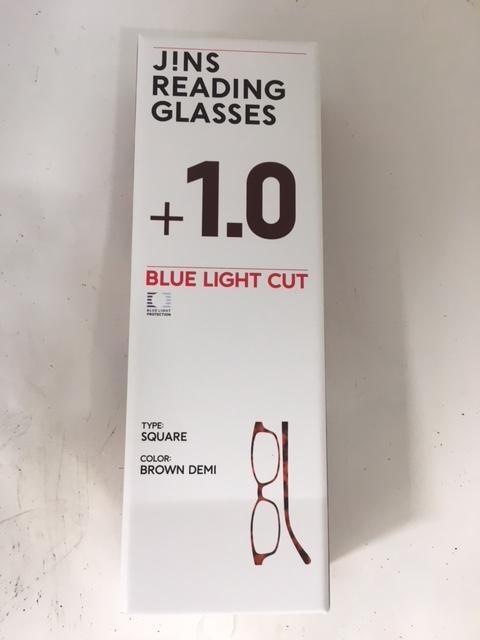 J!NS
READING
GLASSES
+1.0
BLUE LIGHT CUT
BLUE LIGHT
PROTECTION
TYPE:
SQUARE
COLOR:
BROWN DEMI